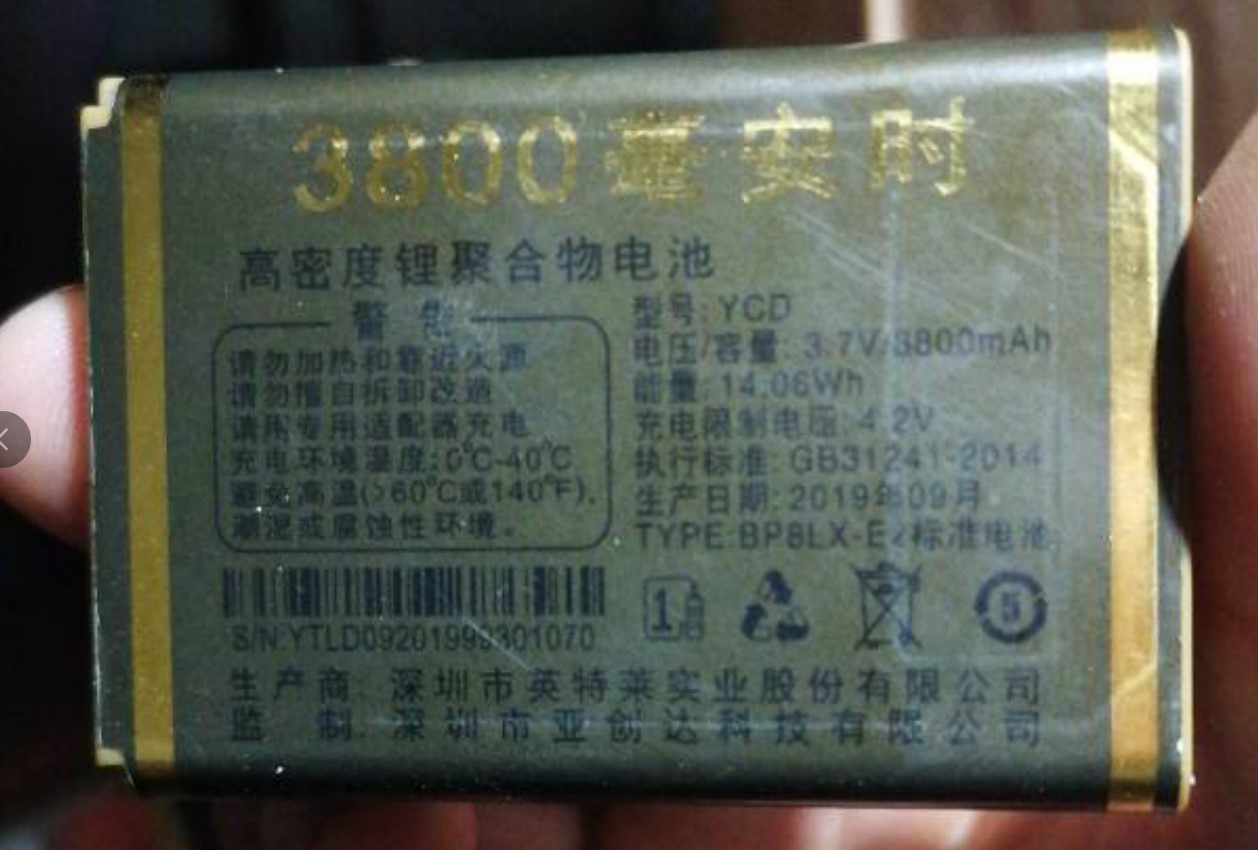 3800毫安时
高密度锂聚合物电池
警 告
请勿加热和靠近火源
请勿擅自拆卸改造
请用专用适配器充电
充电环境温度:0°C-40°C
避免高温(>60°C或140°F),
潮湿或腐蚀性环境。
型号: YCD
电压/容量: 3.7V/3800mAh
能量: 14.06Wh
充电限制电压: 4.2V
执行标准: GB31241-2014
生产日期: 2019年09月
TYPE:BP8LX-E<标准电池>
1
5
S/N:YTLD09201999301070
生产商: 深圳市英特莱实业股份有限公司
监 制: 深圳市亚创达科技有限公司